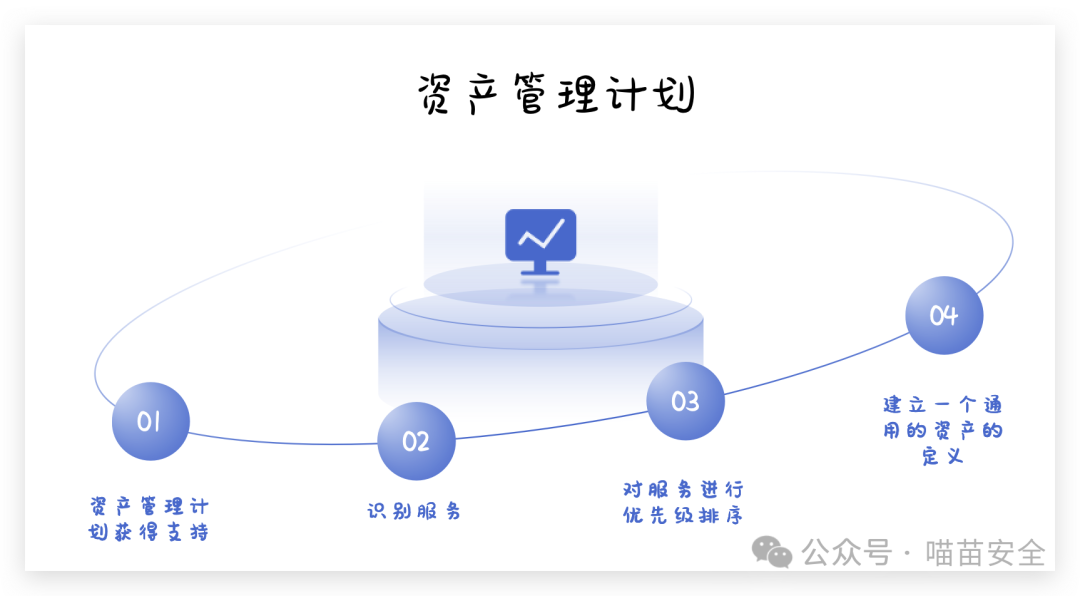 资产管理计划
01
资产管理计
划获得支持
02
识别服务
03
对服务进行
优先级排序
04
建立一个通
用的资产的
定义
公众号 · 喵苗安全